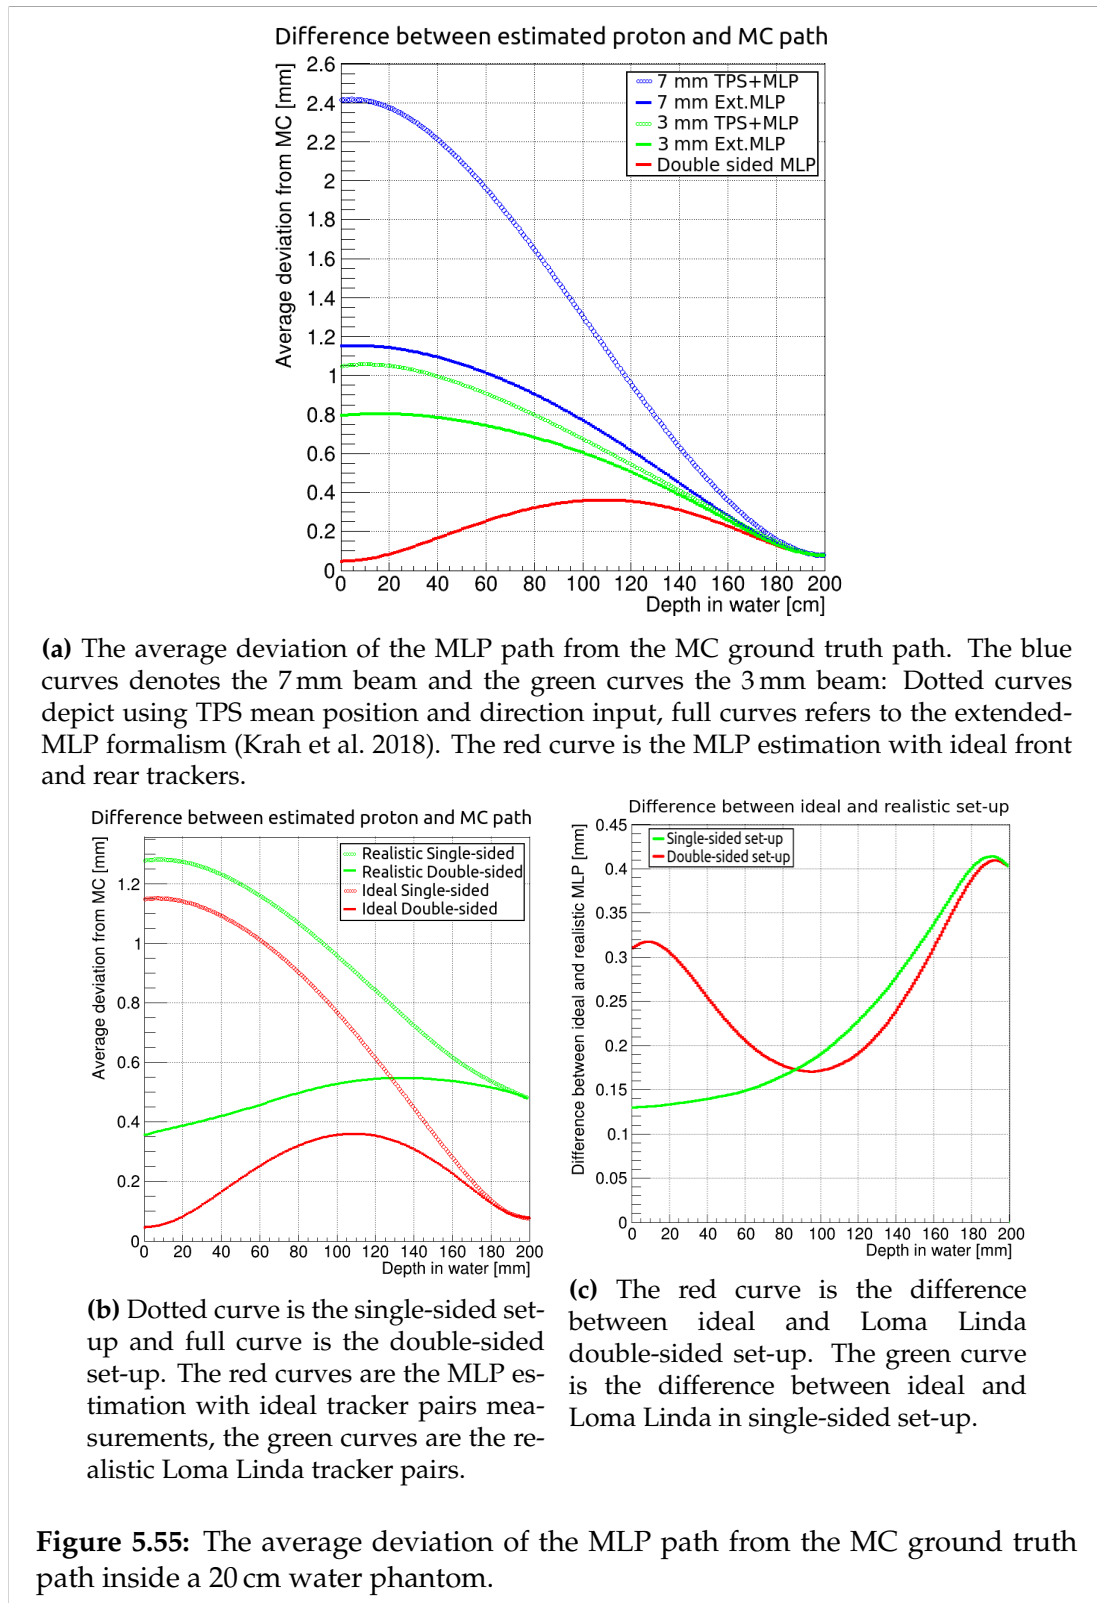 Difference between estimated proton and MC path
Average deviation from MC [mm]
2.6
2.4
2.2
2
1.8
1.6
1.4
1.2
1
0.8
0.6
0.4
0.2
0
7 mm TPS+MLP
7 mm Ext.MLP
3 mm TPS+MLP
3 mm Ext.MLP
Double sided MLP
0 20 40 60 80 100 120 140 160 180 200
Depth in water [cm]
(a) The average deviation of the MLP path from the MC ground truth path. The blue
curves denotes the 7 mm beam and the green curves the 3 mm beam: Dotted curves
depict using TPS mean position and direction input, full curves refers to the extended-
MLP formalism (Krah et al. 2018). The red curve is the MLP estimation with ideal front
and rear trackers.
Difference between estimated proton and MC path
Average deviation from MC [mm]
1.2
1
0.8
0.6
0.4
0.2
0
Realistic Single-sided
Realistic Double-sided
Ideal Single-sided
Ideal Double-sided
0 20 40 60 80 100 120 140 160 180 200
Depth in water [mm]
(b) Dotted curve is the single-sided set-
up and full curve is the double-sided
set-up. The red curves are the MLP es-
timation with ideal tracker pairs mea-
surements, the green curves are the re-
alistic Loma Linda tracker pairs.
Difference between ideal and realistic set-up
Difference between ideal and realistic MLP [mm]
0.45
0.4
0.35
0.3
0.25
0.2
0.15
0.1
0.05
0
Single-sided set-up
Double-sided set-up
0 20 40 60 80 100 120 140 160 180 200
Depth in water [mm]
(c) The red curve is the difference
between ideal and Loma Linda
double-sided set-up. The green curve
is the difference between ideal and
Loma Linda in single-sided set-up.
Figure 5.55: The average deviation of the MLP path from the MC ground truth
path inside a 20 cm water phantom.